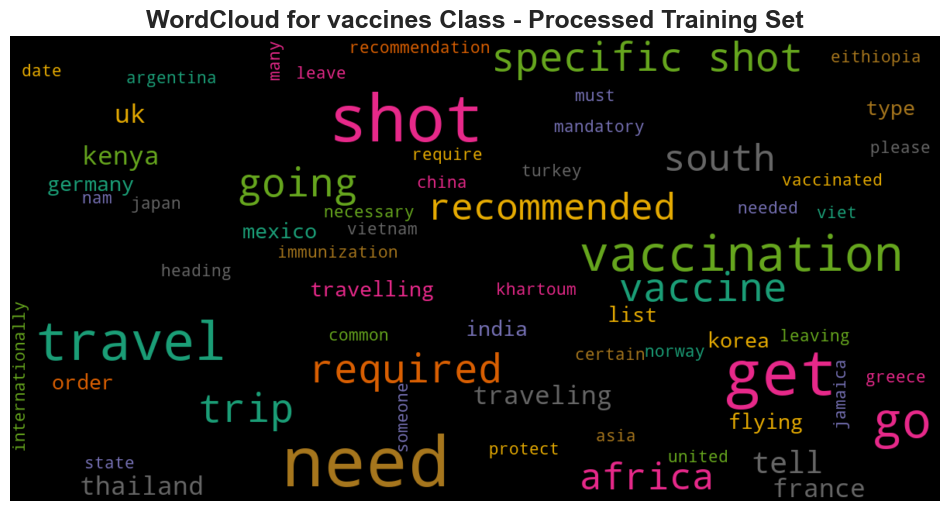 WordCloud for vaccines Class - Processed Training Set
date
argentina
many
leave
recommendation
specific shot
eithiopia
uk
shot
must
mandatory
type
kenya
going
require
turkey
south
please
germany
nam
japan
china
recommended
vaccinated
necessary
needed
viet
mexico
vietnam
immunization
vaccination
heading
travelling
khartoum
vaccine
internationally
travel
common
india
list
korea
leaving
order
required
certain
norway
get
jamaica
greece
trip
someone
traveling
flying
go
asia
state
need
protect
united
tell
thailand
africa
france